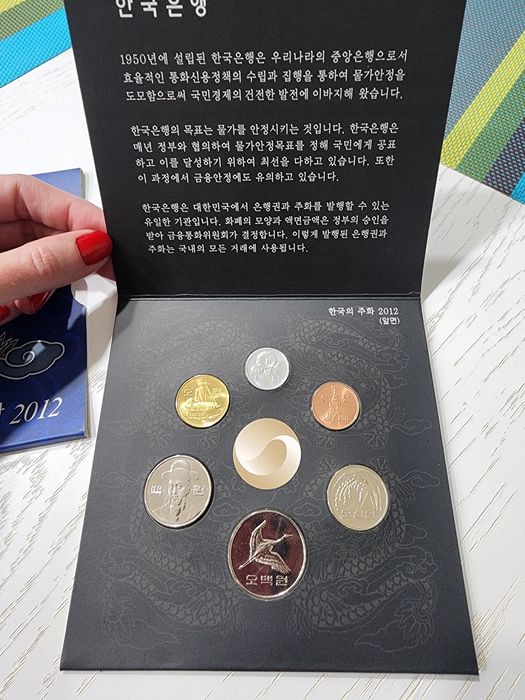 한국은행
1950년에 설립된 한국은행은 우리나라의 중앙은행으로서
효율적인 통화신용정책의 수립과 집행을 통하여 물가안정을
도모함으로써 국민경제의 건전한 발전에 이바지해 왔습니다.
한국은행의 목표는 물가를 안정시키는 것입니다. 한국은행은
매년 정부와 협의하여 물가안정목표를 정해 국민에게 공표
하고 이를 달성하기 위하여 최선을 다하고 있습니다. 또한
이 과정에서 금융안정에도 유의하고 있습니다.
한국은행은 대한민국에서 은행권과 주화를 발행할 수 있는
유일한 기관입니다. 화폐의 모양과 액면금액은 정부의 승인을
받아 금융통화위원회가 결정합니다. 이렇게 발행된 은행권과
주화는 국내의 모든 거래에 사용됩니다.
한국의 주화 2012
(앞면)
2012
오 원
십 원
백 원
오십원
오백원